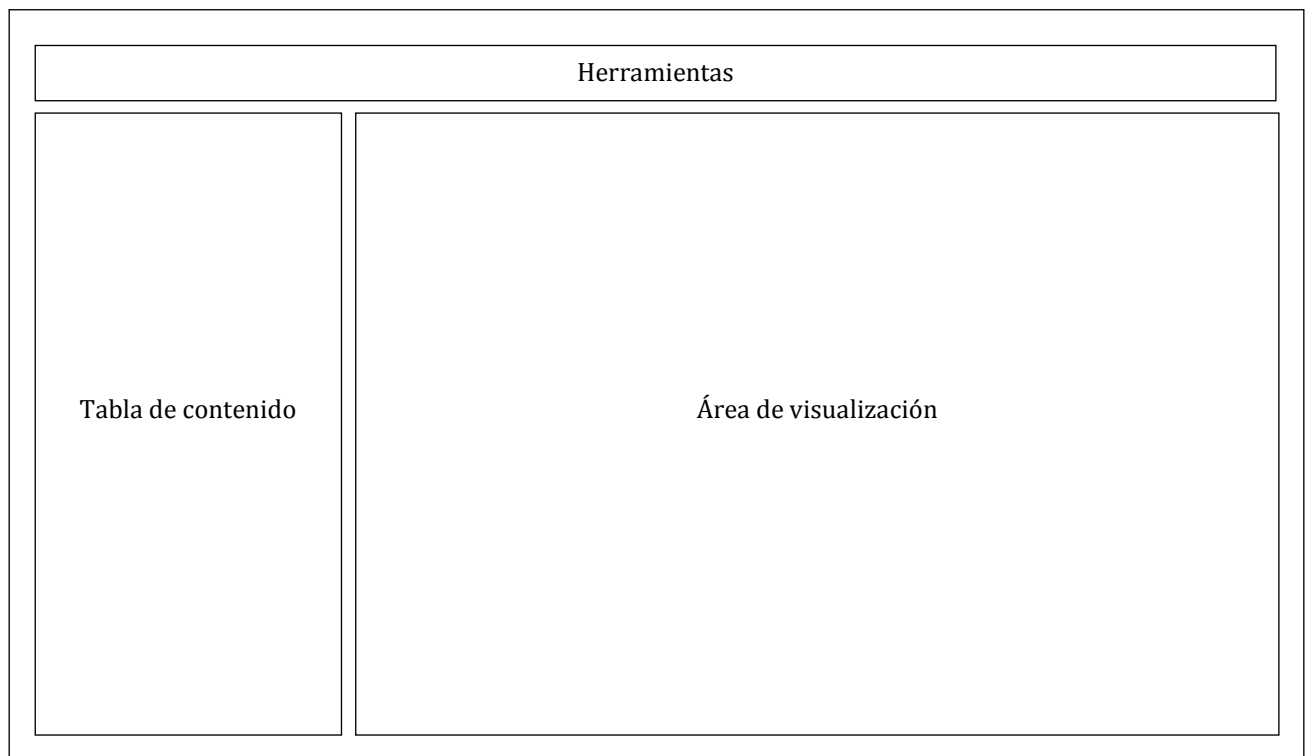 Herramientas
Tabla de contenido
Área de visualización